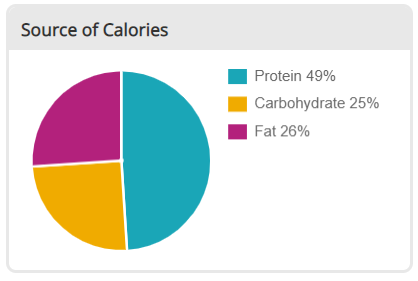 Source of Calories
Protein 49%
Carbohydrate 25%
Fat 26%